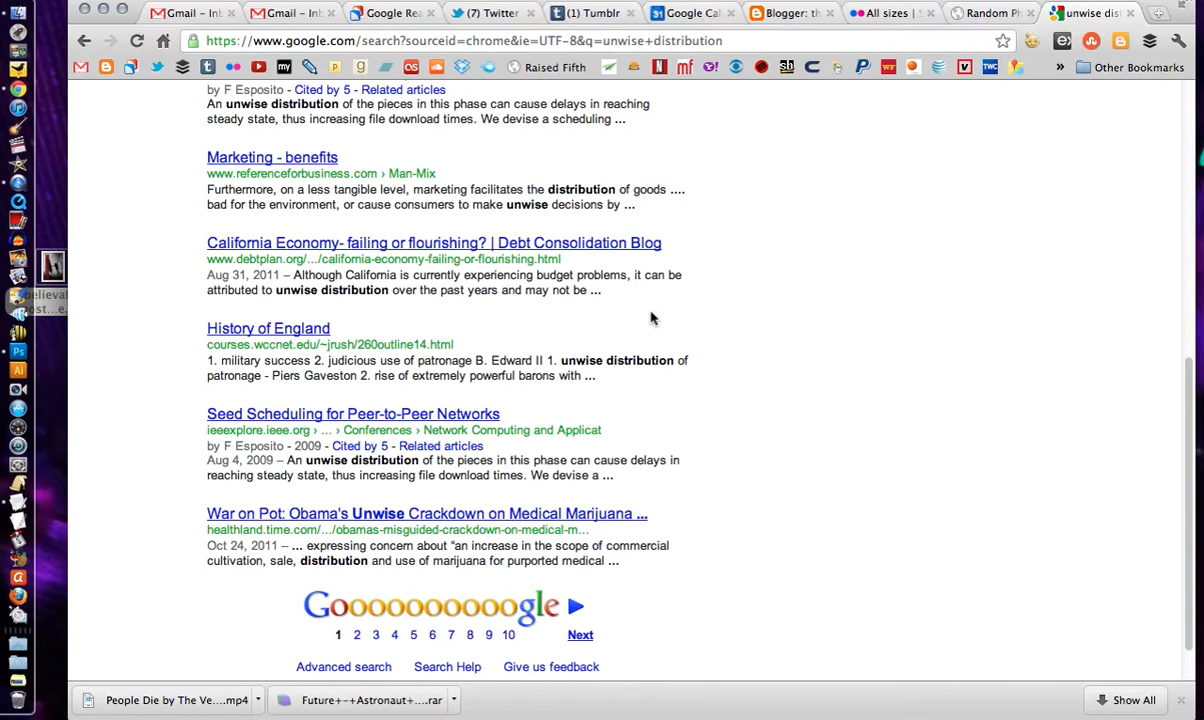 Gmail – Inb
Gmail – Inb
Google Rea
(7) Twitter
(1) Tumblr
Google Ca
Blogger: th
All sizes | S
Random Ph
unwise dis
https://www.google.com/search?sourceid=chrome&ie=UTF-8&q=unwise+distribution
Raised Fifth
» Other Bookmarks
by F Esposito - Cited by 5 - Related articles
An unwise distribution of the pieces in this phase can cause delays in reaching
steady state, thus increasing file download times. We devise a scheduling ...
Marketing - benefits
www.referenceforbusiness.com › Man-Mix
Furthermore, on a less tangible level, marketing facilitates the distribution of goods ....
bad for the environment, or cause consumers to make unwise decisions by ...
California Economy- failing or flourishing? | Debt Consolidation Blog
www.debtplan.org/.../california-economy-failing-or-flourishing.html
Aug 31, 2011 – Although California is currently experiencing budget problems, it can be
attributed to unwise distribution over the past years and may not be ...
History of England
courses.wccnet.edu/~jrush/260outline14.html
1. military success 2. judicious use of patronage B. Edward II 1. unwise distribution of
patronage - Piers Gaveston 2. rise of extremely powerful barons with ...
Seed Scheduling for Peer-to-Peer Networks
ieeexplore.ieee.org › ... › Conferences › Network Computing and Applicat
by F Esposito - 2009 - Cited by 5 - Related articles
Aug 4, 2009 – An unwise distribution of the pieces in this phase can cause delays in
reaching steady state, thus increasing file download times. We devise a ...
War on Pot: Obama's Unwise Crackdown on Medical Marijuana ...
healthland.time.com/.../obamas-misguided-crackdown-on-medical-m...
Oct 24, 2011 – ... expressing concern about “an increase in the scope of commercial
cultivation, sale, distribution and use of marijuana for purported medical ...
Goooooooooogle
1 2 3 4 5 6 7 8 9 10 Next
Advanced search Search Help Give us feedback
People Die by The Ve....mp4
Future+-+Astronaut+....rar
Show All